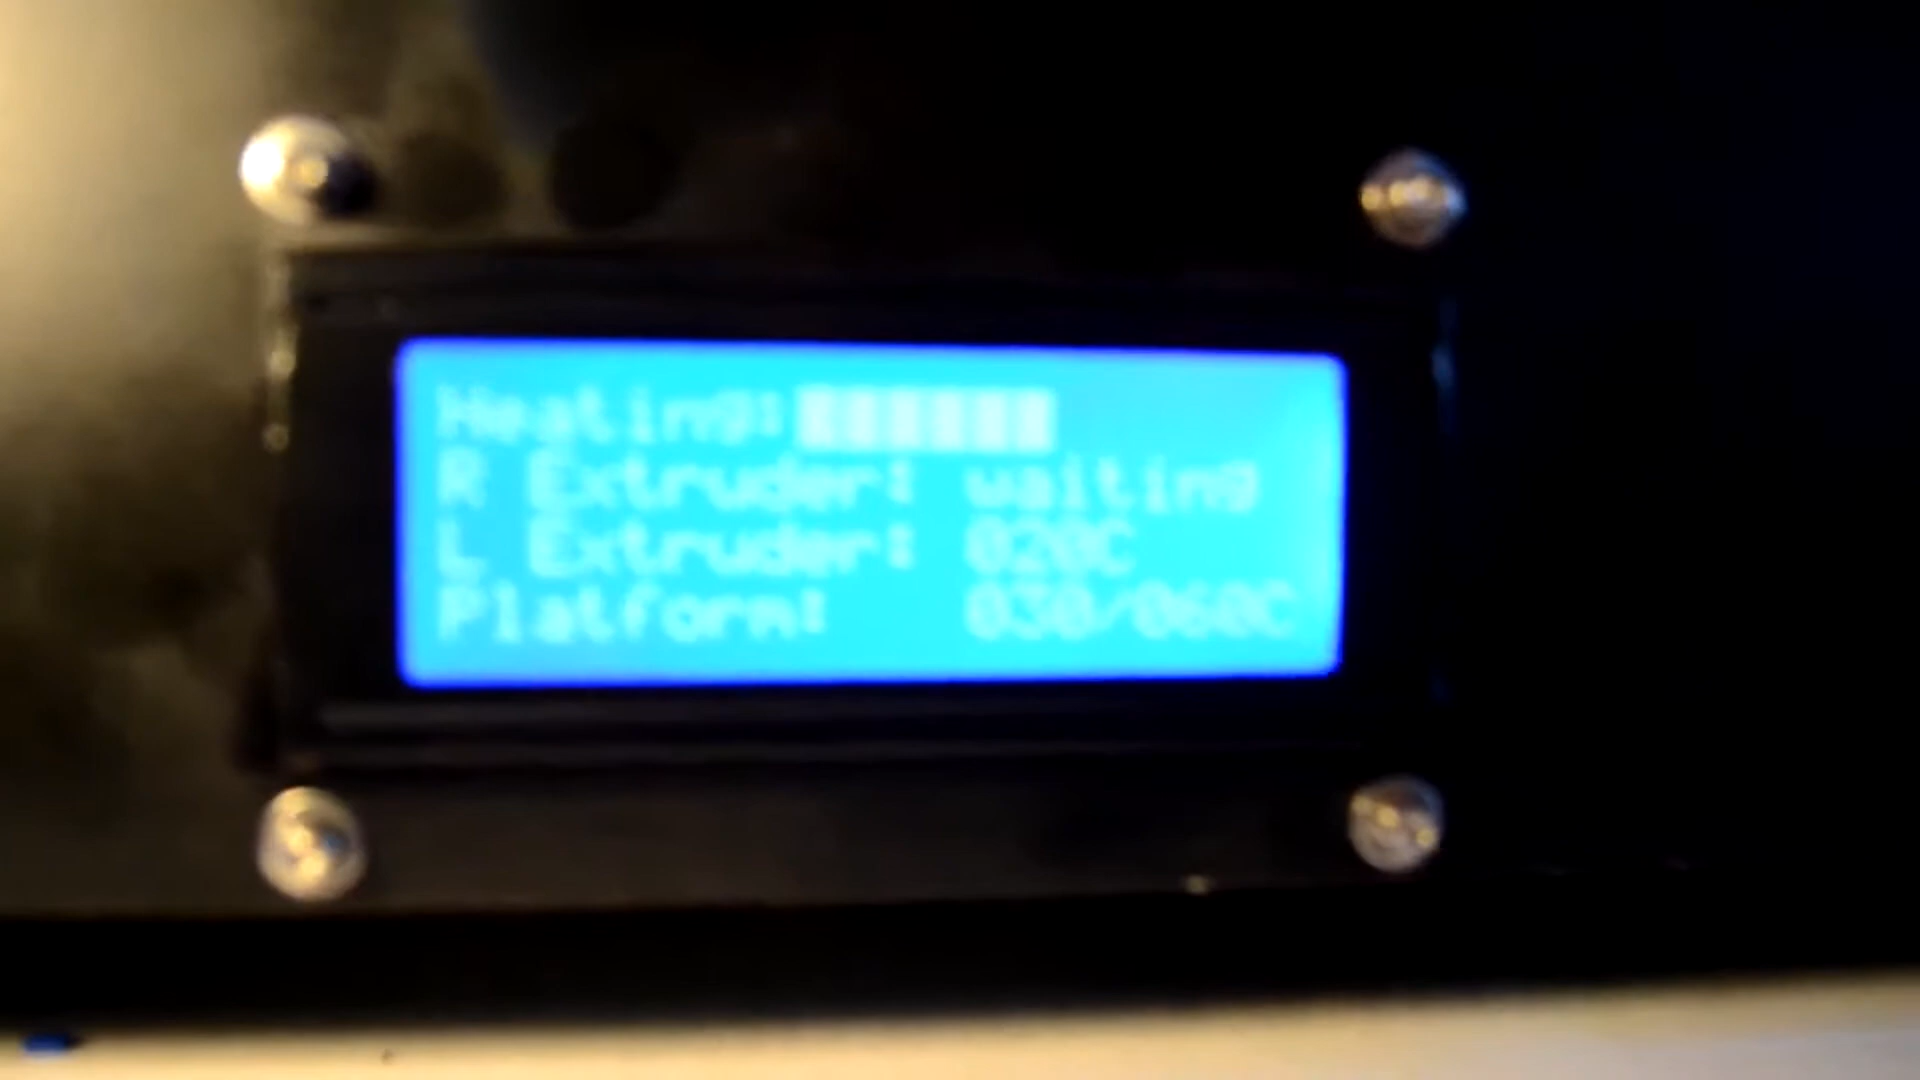 Heating:
R Extruder: waiting
L Extruder: 020C
Platform: 030/060C